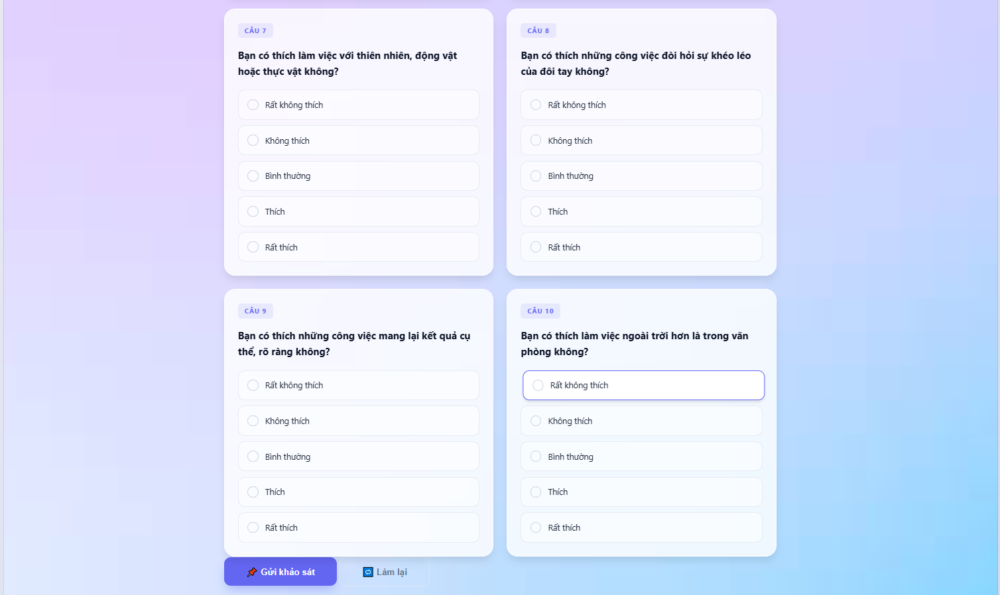 CÂU 7
Bạn có thích làm việc với thiên nhiên, động vật
hoặc thực vật không?
Rất không thích
Không thích
Bình thường
Thích
Rất thích
CÂU 8
Bạn có thích những công việc đòi hỏi sự khéo léo
của đôi tay không?
Rất không thích
Không thích
Bình thường
Thích
Rất thích
CÂU 9
Bạn có thích những công việc mang lại kết quả cụ
thể, rõ ràng không?
Rất không thích
Không thích
Bình thường
Thích
Rất thích
CÂU 10
Bạn có thích làm việc ngoài trời hơn là trong văn
phòng không?
Rất không thích
Không thích
Bình thường
Thích
Rất thích
📌 Gửi khảo sát
🔁 Làm lại